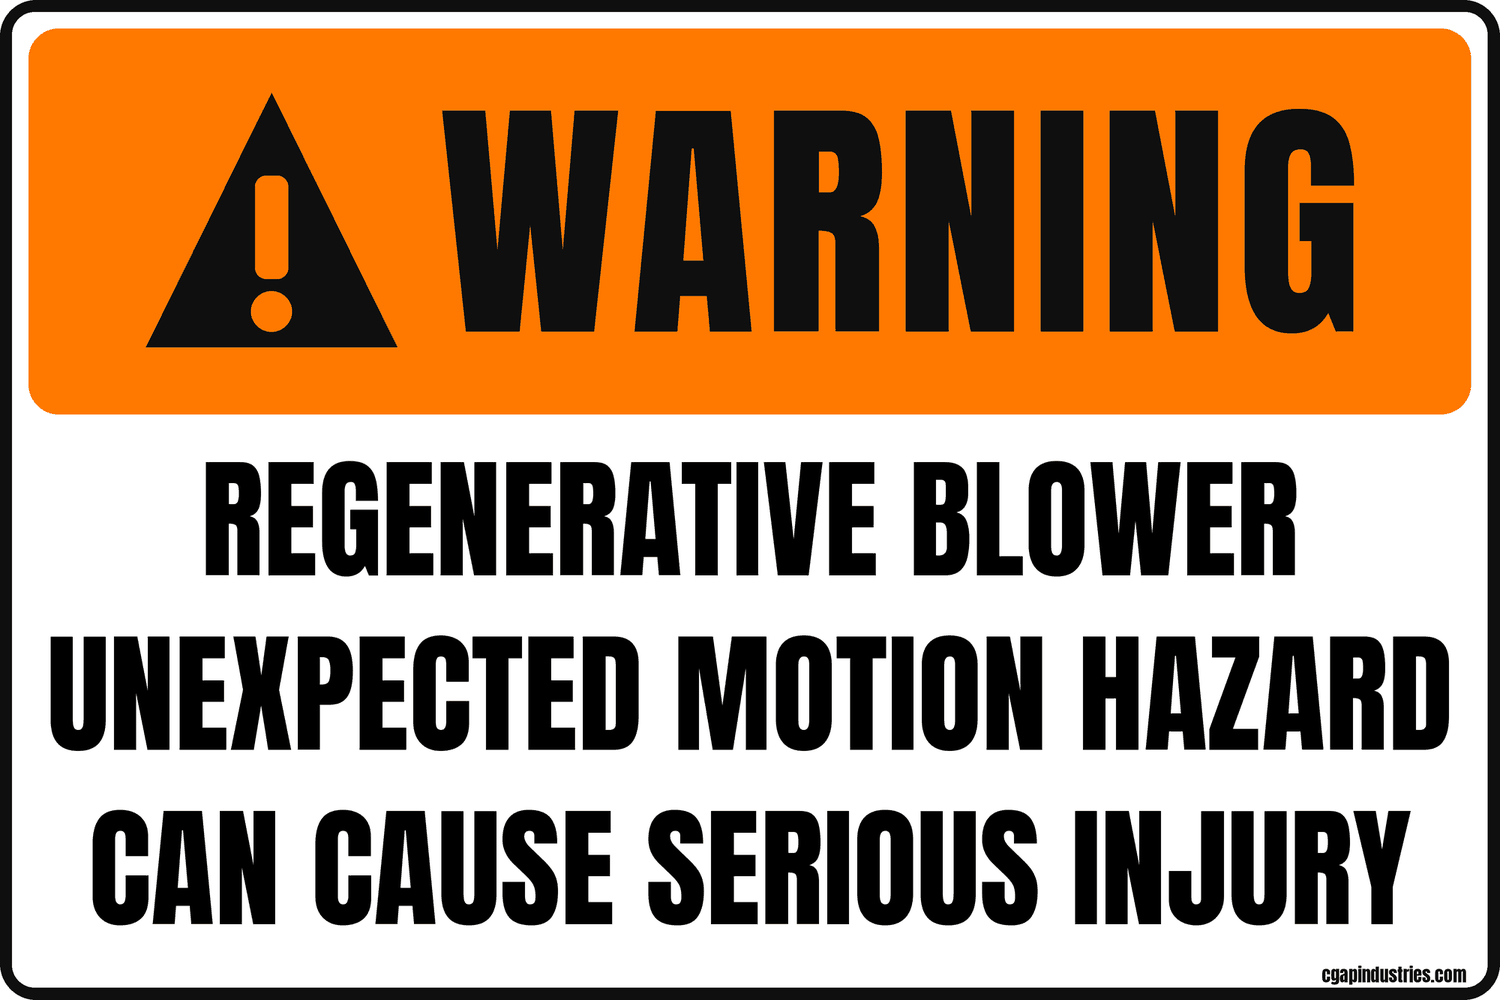 WARNING
REGENERATIVE BLOWER
UNEXPECTED MOTION HAZARD
CAN CAUSE SERIOUS INJURY
cgapindustries.com